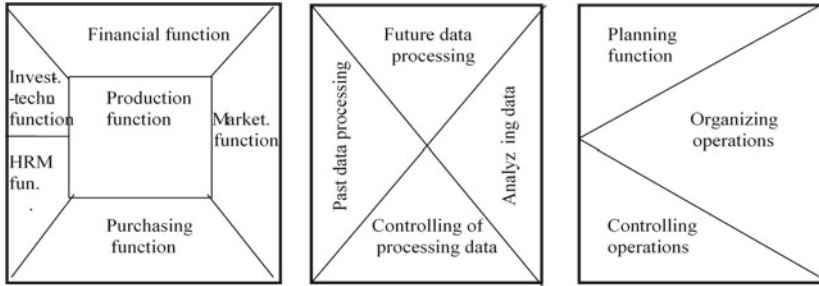 Financial function
Invest.
-techn.
function
Production
function
Market.
function
HRM
fun.
.
Purchasing
function
Future data
processing
Past data processing
Analyz ing data
Controlling of
processing data
Planning
function
Organizing
operations
Controlling
operations